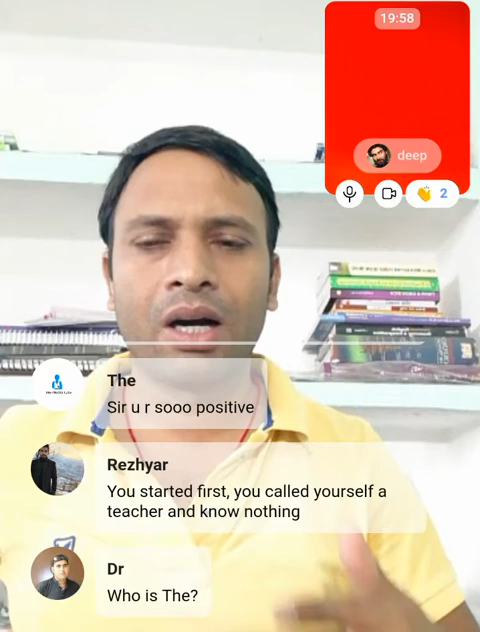 19:58
deep
2
The
Sir u r sooo positive
Rezhyar
You started first, you called yourself a
teacher and know nothing
Dr
Who is The?